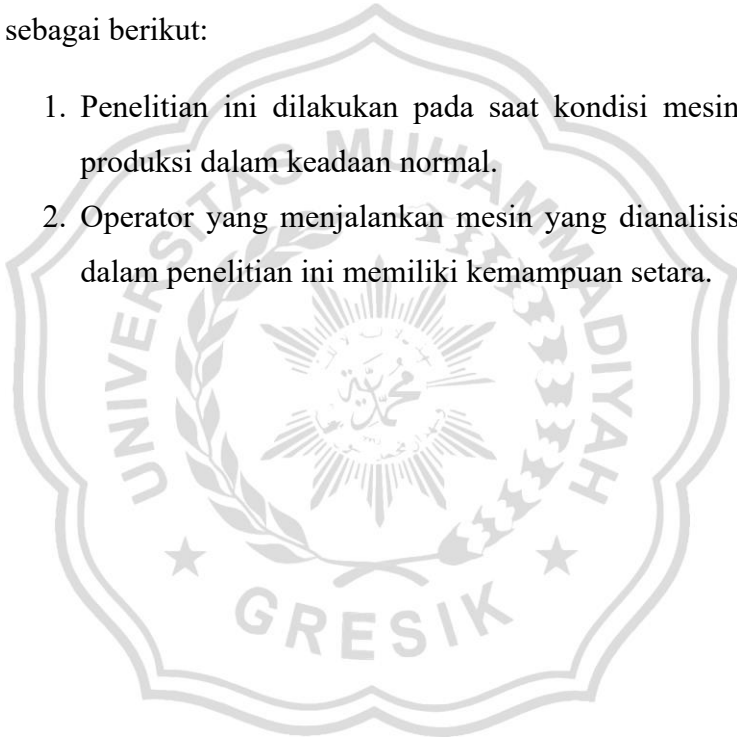 sebagai berikut:
1. Penelitian ini dilakukan pada saat kondisi mesin
produksi dalam keadaan normal.
2. Operator yang menjalankan mesin yang dianalisis
dalam penelitian ini memiliki kemampuan setara.
UNIVERSITAS MUHAMMADIYAH
GRESIK